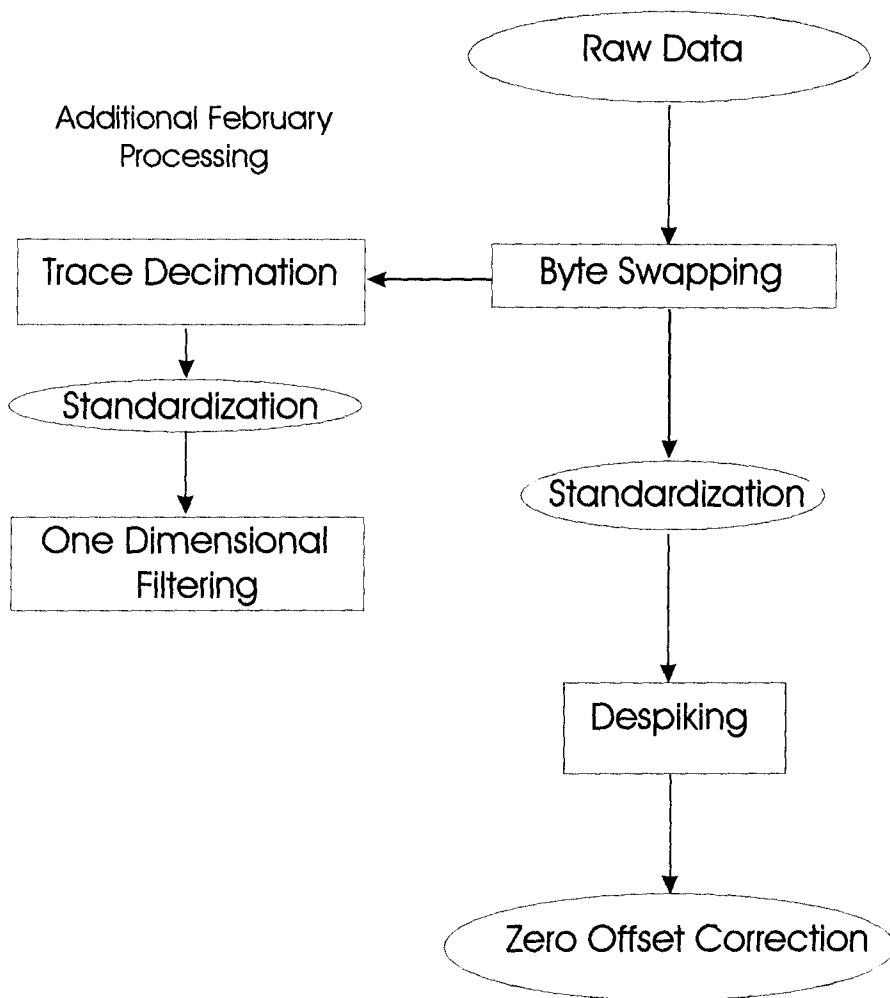 Raw Data
Additional February
Processing
Trace Decimation
Byte Swapping
Standardization
Standardization
One Dimensional
Filtering
Despiking
Zero Offset Correction